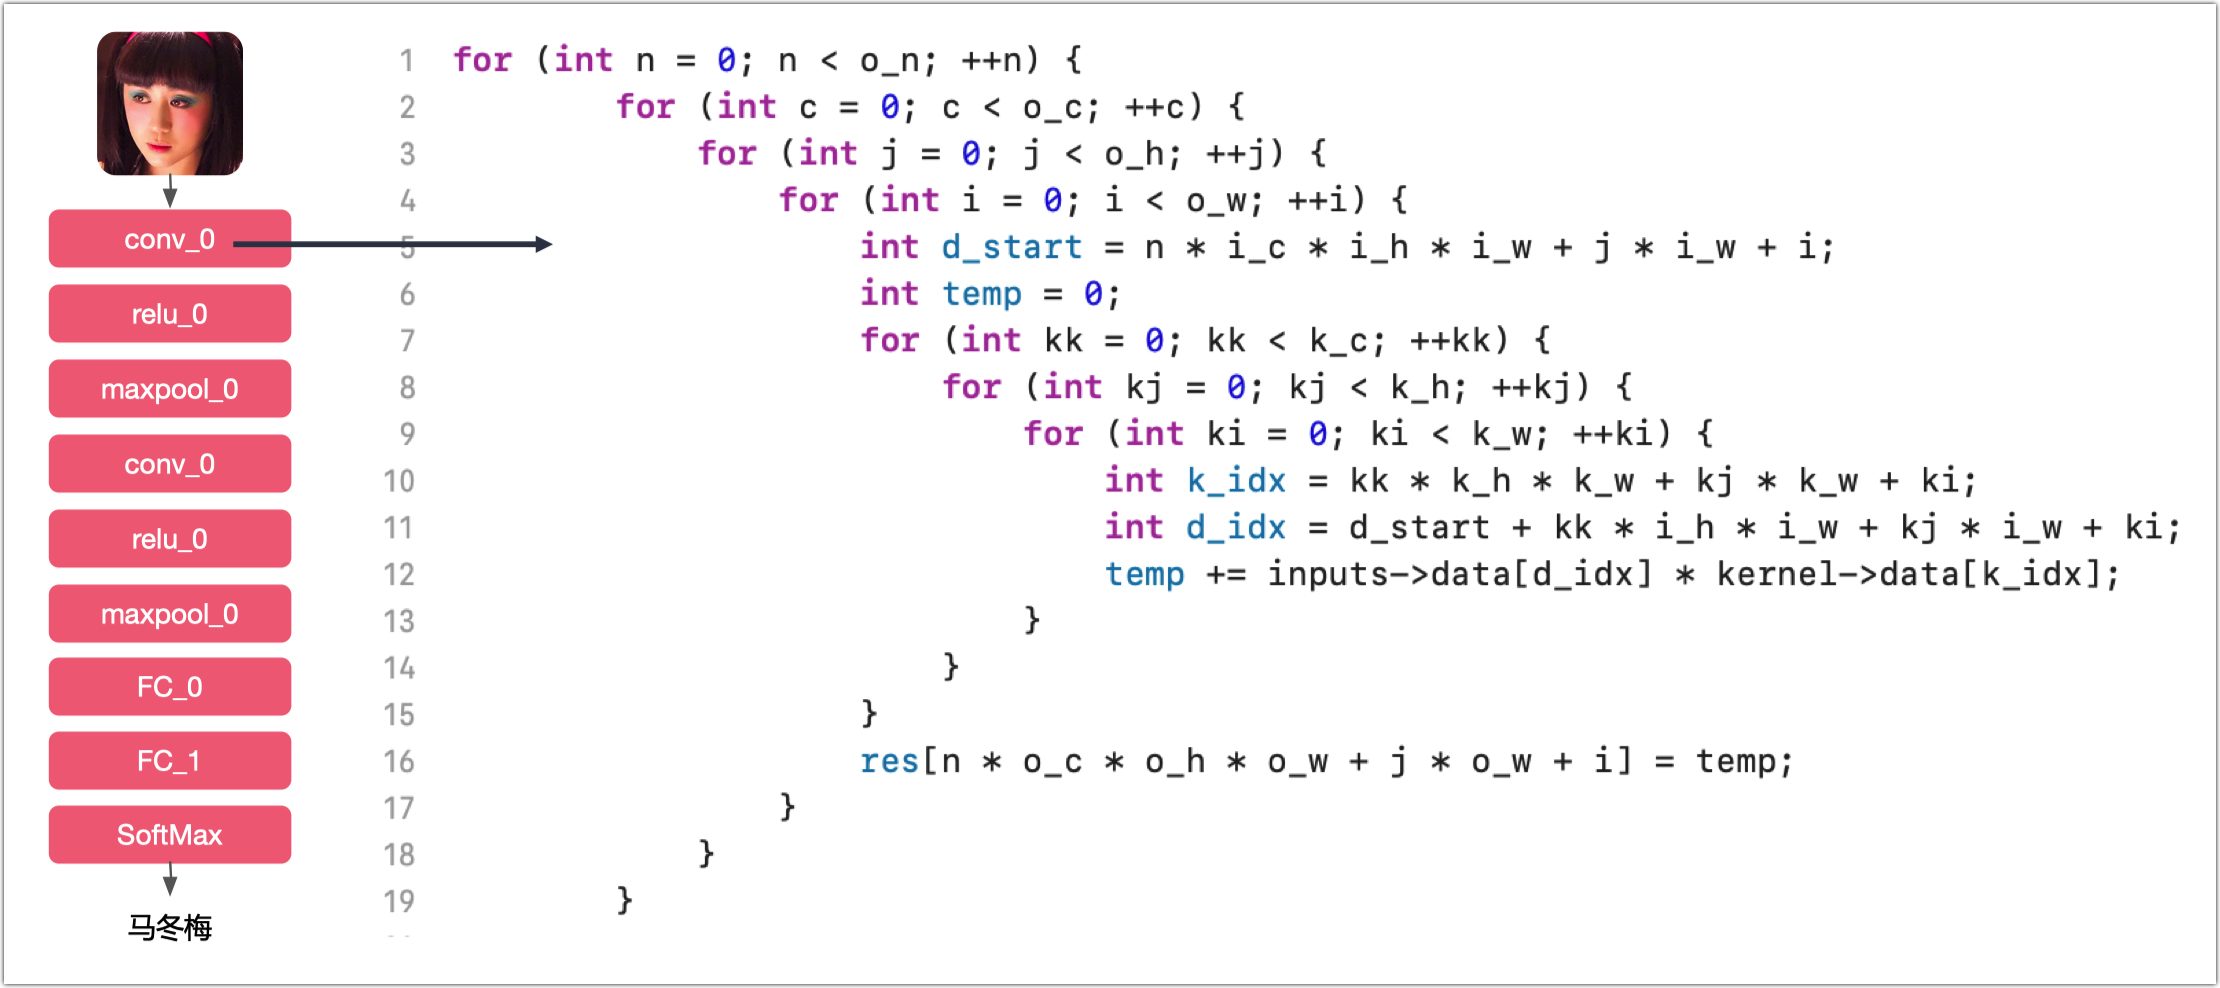 conv_0
relu_0
maxpool_0
conv_0
relu_0
maxpool_0
FC_0
FC_1
SoftMax
马冬梅
1 for (int n = 0; n < o_n; ++n) {
2 for (int c = 0; c < o_c; ++c) {
3 for (int j = 0; j < o_h; ++j) {
4 for (int i = 0; i < o_w; ++i) {
5 int d_start = n * i_c * i_h * i_w + j * i_w + i;
6 int temp = 0;
7 for (int kk = 0; kk < k_c; ++kk) {
8 for (int kj = 0; kj < k_h; ++kj) {
9 for (int ki = 0; ki < k_w; ++ki) {
10 int k_idx = kk * k_h * k_w + kj * k_w + ki;
11 int d_idx = d_start + kk * i_h * i_w + kj * i_w + ki;
12 temp += inputs->data[d_idx] * kernel->data[k_idx];
13 }
14 }
15 }
16 res[n * o_c * o_h * o_w + j * o_w + i] = temp;
17 }
18 }
19 }